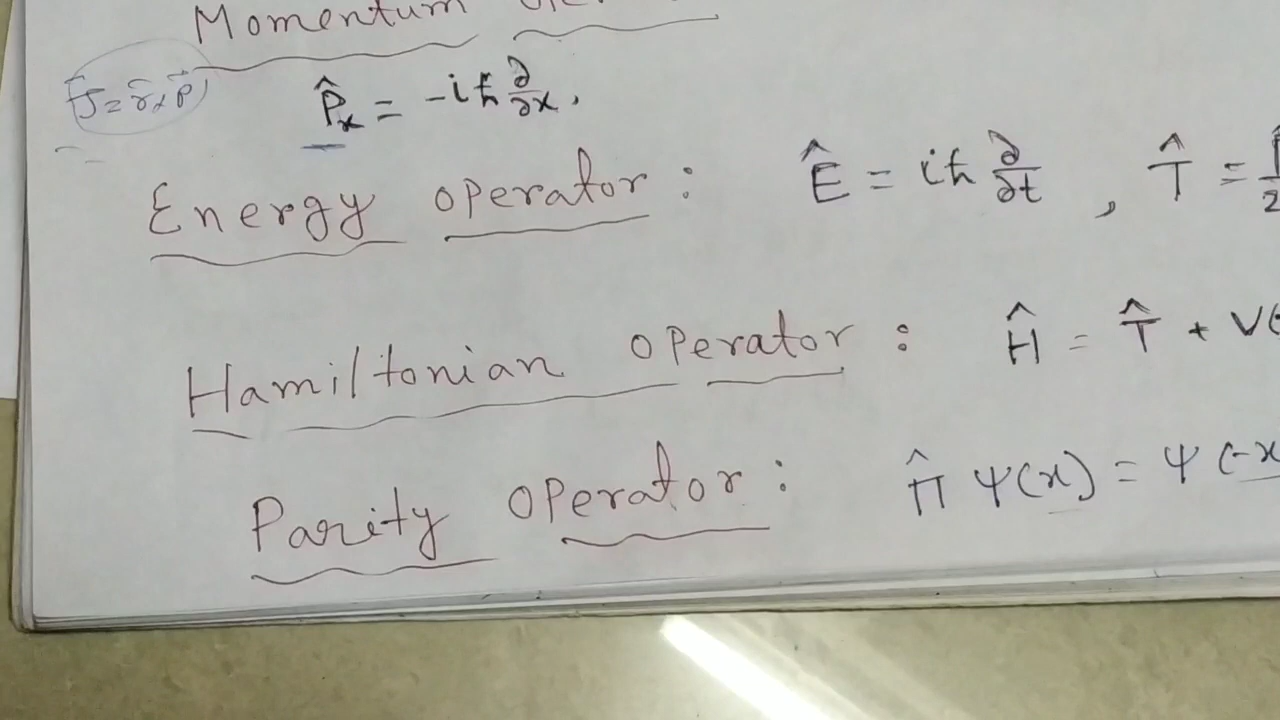 Momentum
J = r × p
P̂x = -iħ ∂/∂x,
Energy operator : Ê = iħ ∂/∂t , T̂ =
Hamiltonian operator : Ĥ = T̂ + V(
Parity operator : Π̂ Ψ(x) = Ψ(-x